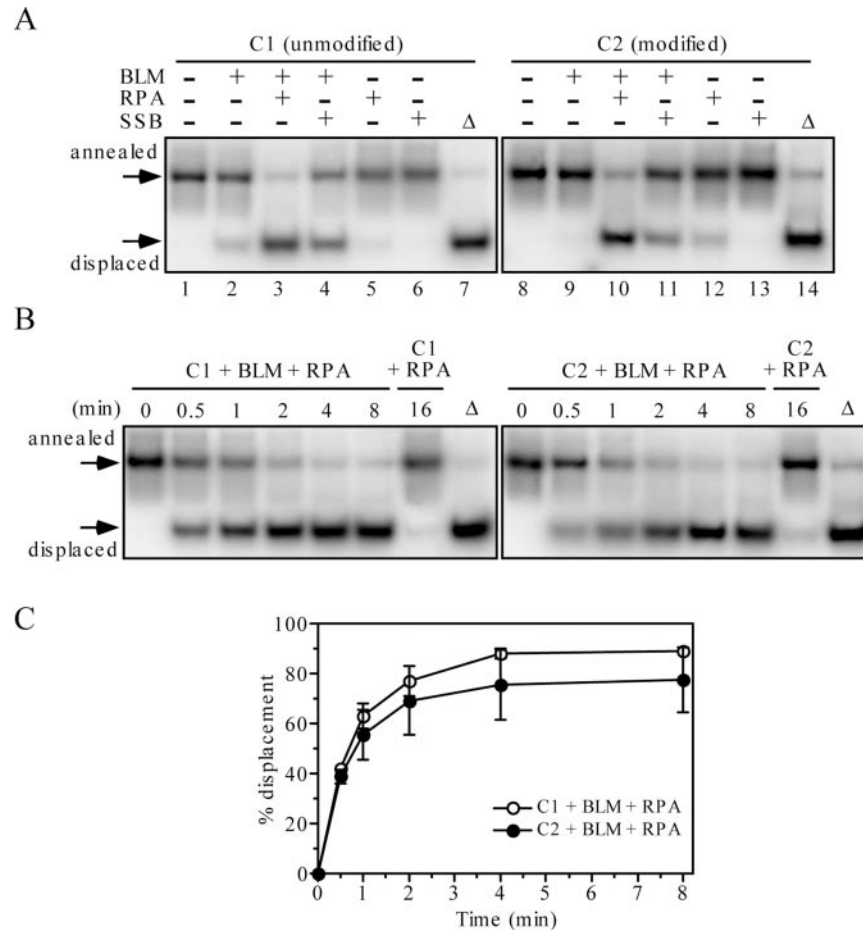 A
C1 (unmodified) C2 (modified)
BLM - + + + - - - + + + - -
RPA - - + - + - - - + - + -
SSB - - - + - + Δ - - - + - + Δ
annealed
displaced
1 2 3 4 5 6 7 8 9 10 11 12 13 14
B
C1 C2
C1 + BLM + RPA + RPA C2 + BLM + RPA + RPA
(min) 0 0.5 1 2 4 8 16 Δ 0 0.5 1 2 4 8 16 Δ
annealed
displaced
C
100
80
60
40
20
0
% displacement
C1 + BLM + RPA
C2 + BLM + RPA
0 1 2 3 4 5 6 7 8
Time (min)